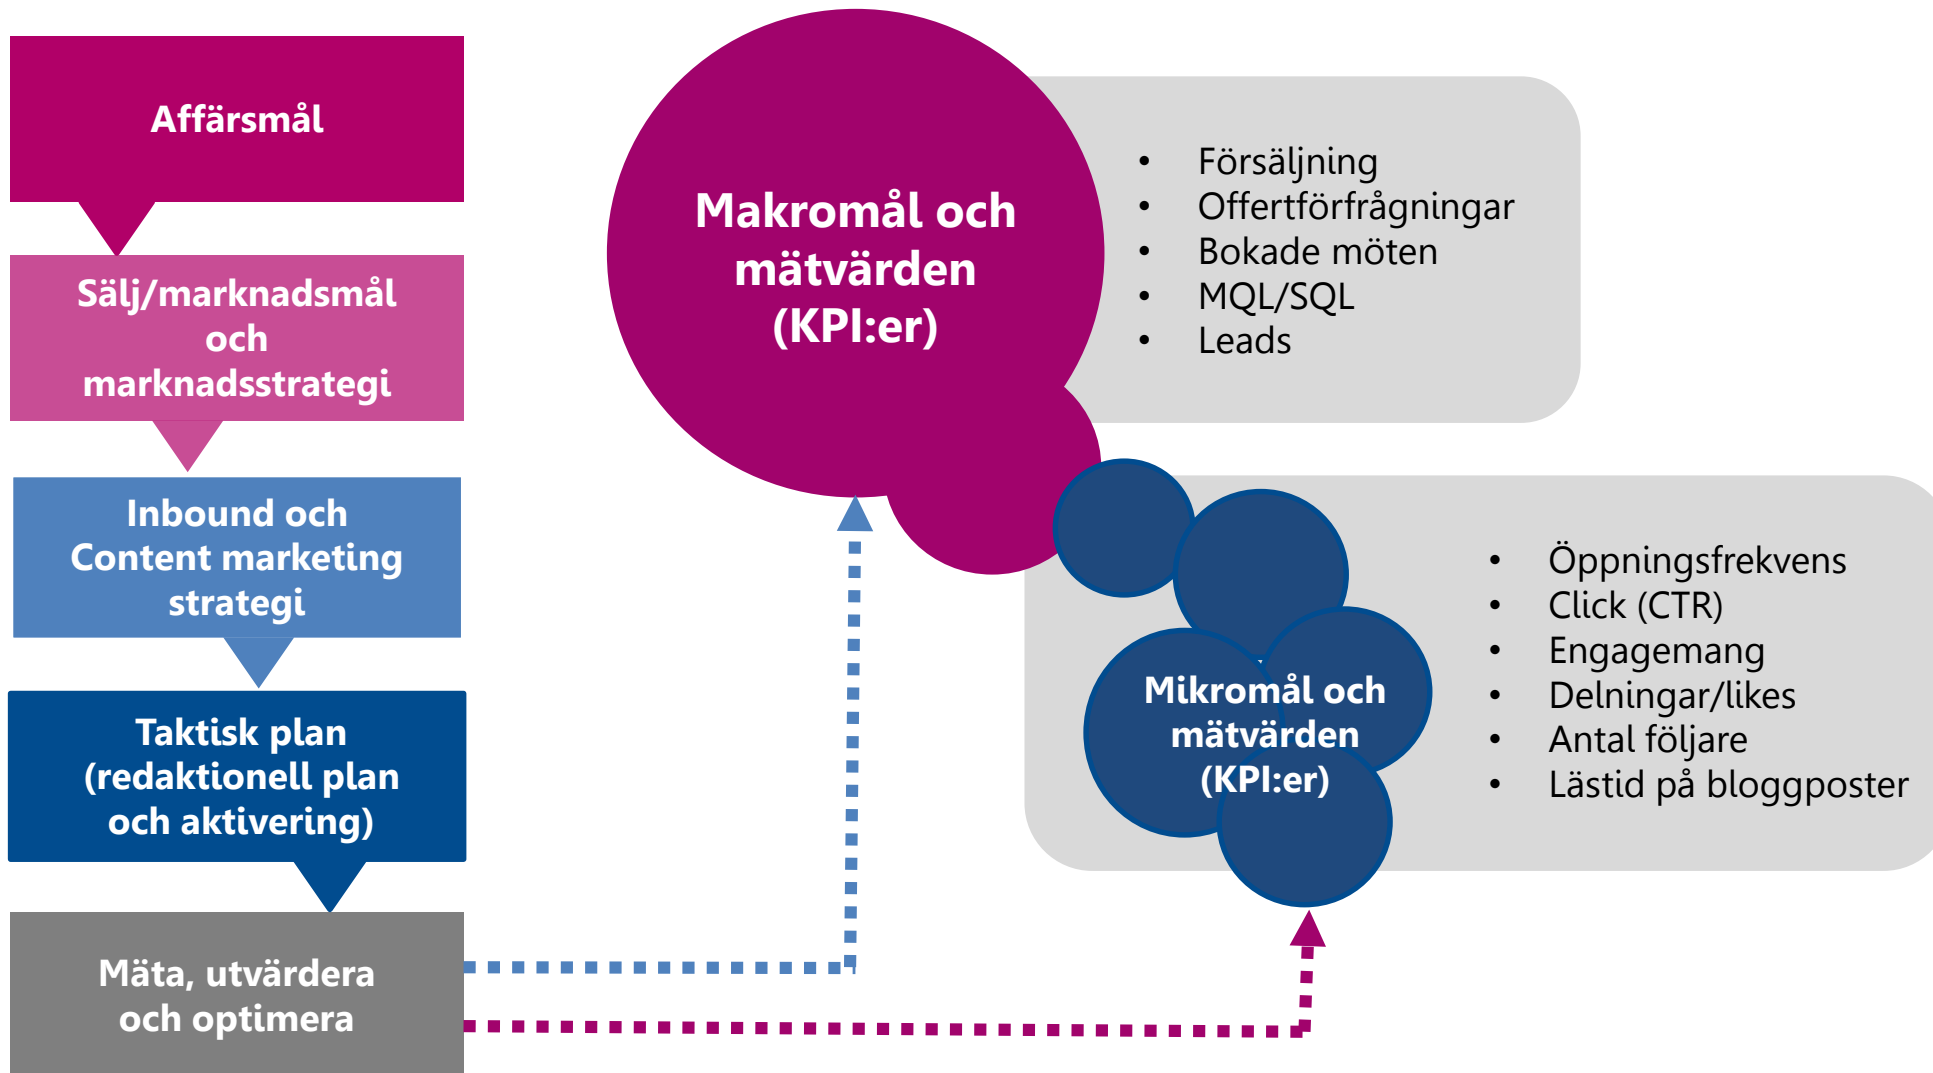 Affärsmål
Sälj/marknadsmål
och
marknadsstrategi
Inbound och
Content marketing
strategi
Taktisk plan
(redaktionell plan
och aktivering)
Mäta, utvärdera
och optimera
Makromål och
mätvärden
(KPI:er)
• Försäljning
• Offertförfrågningar
• Bokade möten
• MQL/SQL
• Leads
Mikromål och
mätvärden
(KPI:er)
• Öppningsfrekvens
• Click (CTR)
• Engagemang
• Delningar/likes
• Antal följare
• Lästid på bloggposter